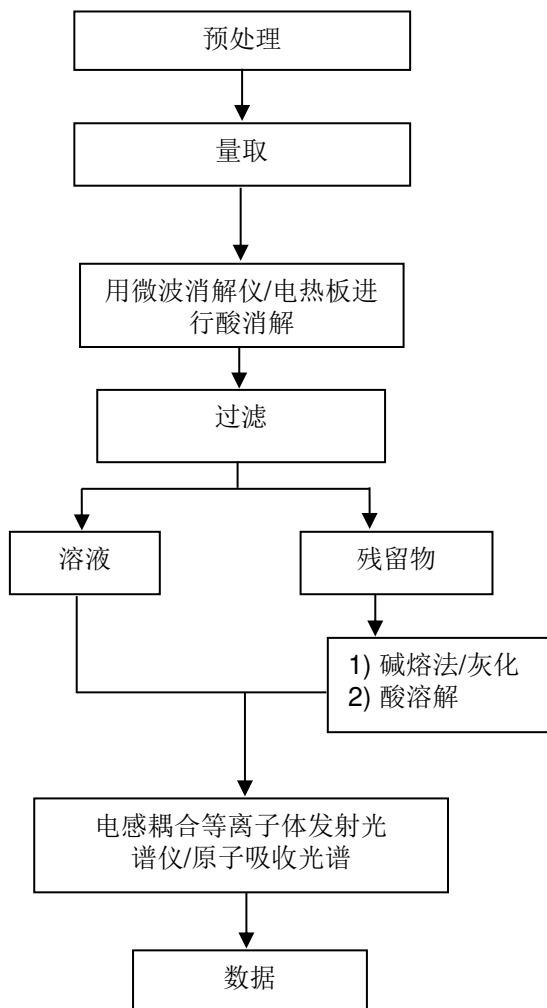 预处理
量取
用微波消解仪/电热板进
行酸消解
过滤
溶液
残留物
1) 碱熔法/灰化
2) 酸溶解
电感耦合等离子体发射光
谱仪/原子吸收光谱
数据